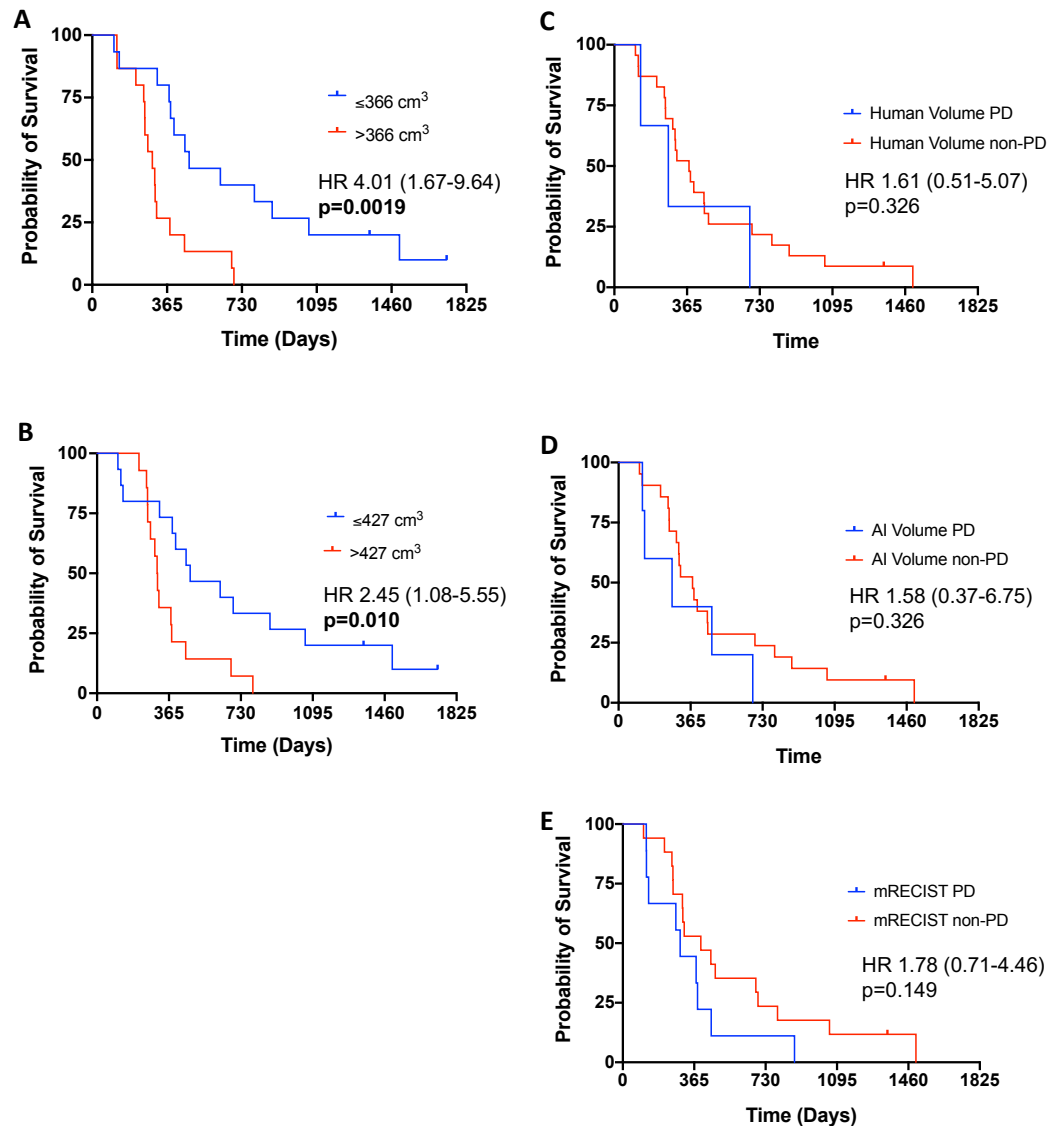 A
Probability of Survival
100
75
50
25
0
≤366 cm³
>366 cm³
HR 4.01 (1.67-9.64)
p=0.0019
0 365 730 1095 1460 1825
Time (Days)
B
Probability of Survival
100
75
50
25
0
≤427 cm³
>427 cm³
HR 2.45 (1.08-5.55)
p=0.010
0 365 730 1095 1460 1825
Time (Days)
C
Probability of Survival
100
75
50
25
0
Human Volume PD
Human Volume non-PD
HR 1.61 (0.51-5.07)
p=0.326
0 365 730 1095 1460 1825
Time
D
Probability of Survival
100
75
50
25
0
AI Volume PD
AI Volume non-PD
HR 1.58 (0.37-6.75)
p=0.326
0 365 730 1095 1460 1825
Time
E
Probability of Survival
100
75
50
25
0
mRECIST PD
mRECIST non-PD
HR 1.78 (0.71-4.46)
p=0.149
0 365 730 1095 1460 1825
Time (Days)